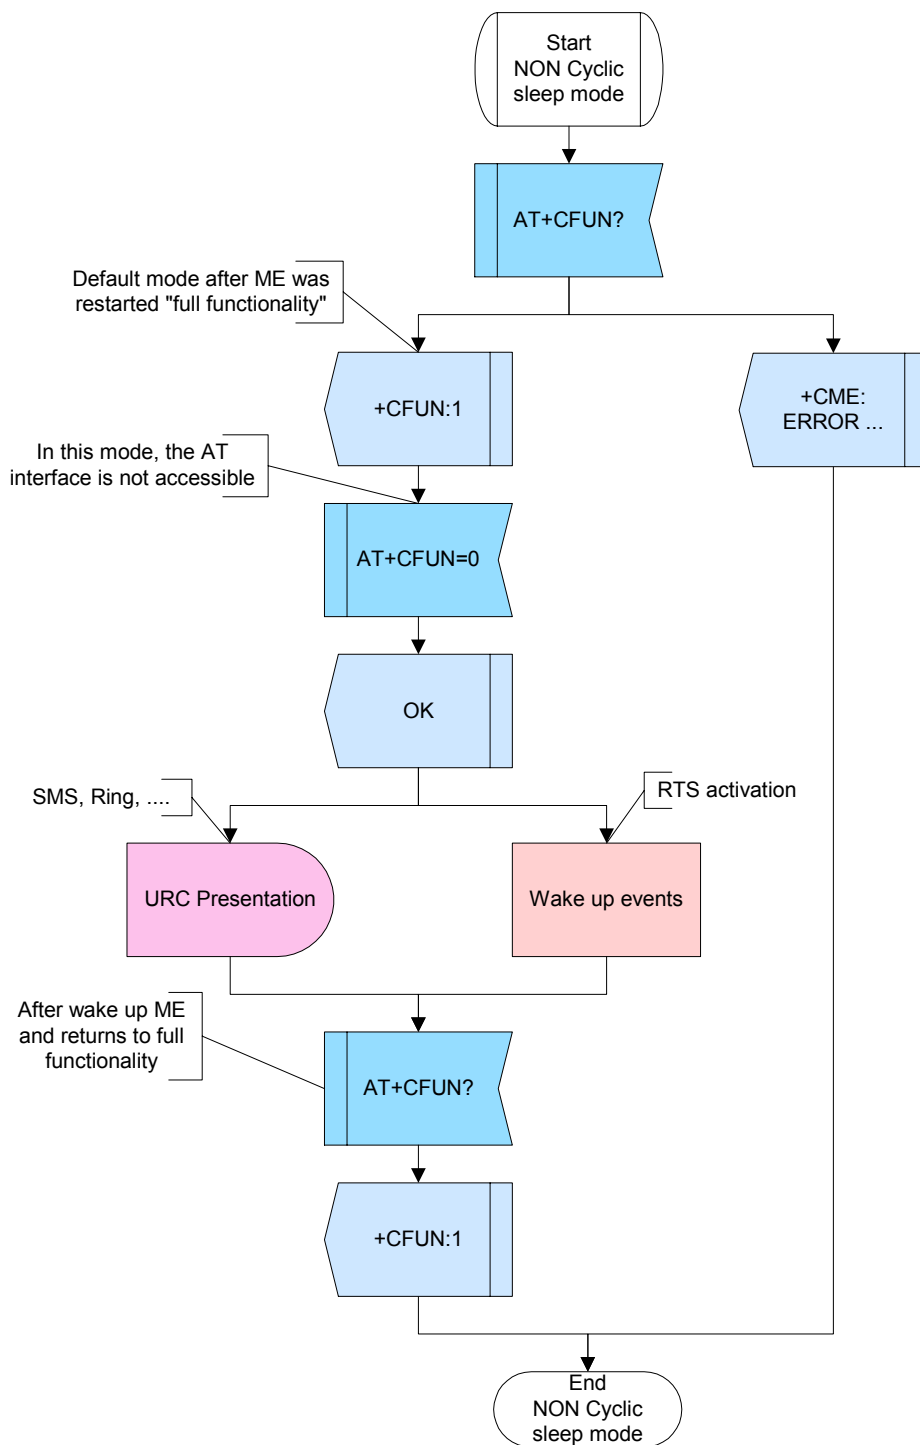 Start
NON Cyclic
sleep mode
AT+CFUN?
Default mode after ME was
restarted "full functionality"
+CFUN:1
+CME:
ERROR ...
In this mode, the AT
interface is not accessible
AT+CFUN=0
OK
SMS, Ring, ....
RTS activation
URC Presentation
Wake up events
After wake up ME
and returns to full
functionality
AT+CFUN?
+CFUN:1
End
NON Cyclic
sleep mode